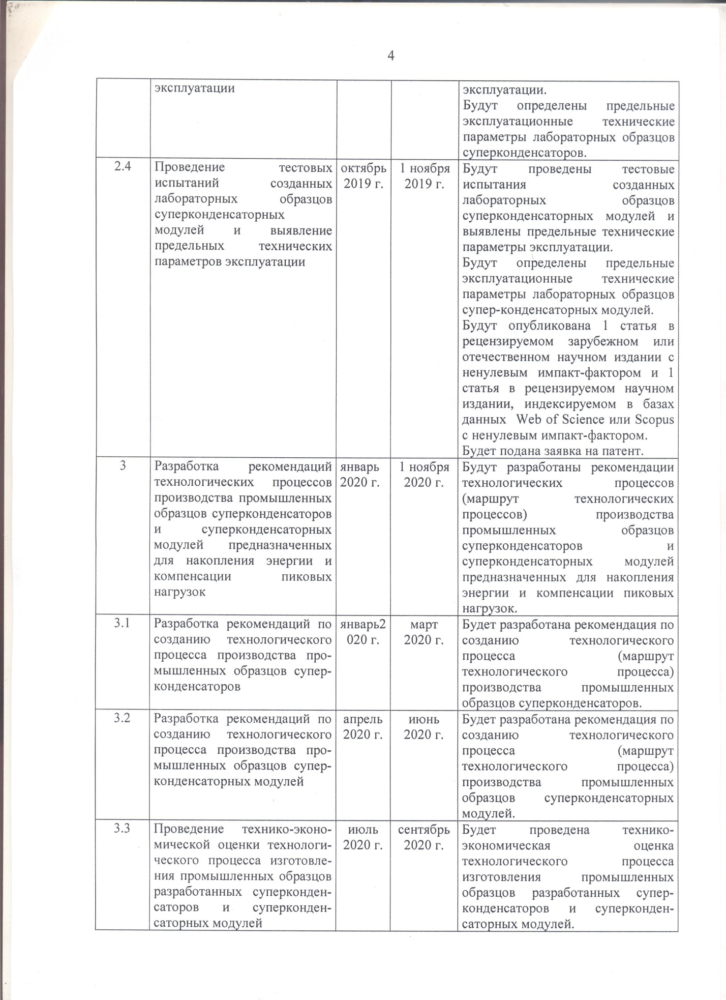 4
эксплуатации
эксплуатации.
Будут определены предельные
эксплуатационные технические
параметры лабораторных образцов
суперконденсаторов.
2.4
Проведение тестовых
испытаний созданных
лабораторных образцов
суперконденсаторных
модулей и выявление
предельных технических
параметров эксплуатации
октябрь
2019 г.
1 ноября
2019 г.
Будут проведены тестовые
испытания созданных
лабораторных образцов
суперконденсаторных модулей и
выявлены предельные технические
параметры эксплуатации.
Будут определены предельные
эксплуатационные технические
параметры лабораторных образцов
супер-конденсаторных модулей.
Будут опубликована 1 статья в
рецензируемом зарубежном или
отечественном научном издании с
ненулевым импакт-фактором и 1
статья в рецензируемом научном
издании, индексируемом в базах
данных Web of Science или Scopus
с ненулевым импакт-фактором.
Будет подана заявка на патент.
3
Разработка рекомендаций
технологических процессов
производства промышленных
образцов суперконденсаторов
и суперконденсаторных
модулей предназначенных
для накопления энергии и
компенсации пиковых
нагрузок
январь
2020 г.
1 ноября
2020 г.
Будут разработаны рекомендации
технологических процессов
(маршрут технологических
процессов) производства
промышленных образцов
суперконденсаторов и
суперконденсаторных модулей
предназначенных для накопления
энергии и компенсации пиковых
нагрузок.
3.1
Разработка рекомендаций по
созданию технологического
процесса производства про-
мышленных образцов супер-
конденсаторов
январь2
020 г.
март
2020 г.
Будет разработана рекомендация по
созданию технологического
процесса (маршрут
технологического процесса)
производства промышленных
образцов суперконденсаторов.
3.2
Разработка рекомендаций по
созданию технологического
процесса производства про-
мышленных образцов супер-
конденсаторных модулей
апрель
2020 г.
июнь
2020 г.
Будет разработана рекомендация по
созданию технологического
процесса (маршрут
технологического процесса)
производства промышленных
образцов суперконденсаторных
модулей.
3.3
Проведение технико-эконо-
мической оценки технологи-
ческого процесса изготовле-
ния промышленных образцов
разработанных суперконден-
саторов и суперконден-
саторных модулей
июль
2020 г.
сентябрь
2020 г.
Будет проведена технико-
экономическая оценка
технологического процесса
изготовления промышленных
образцов разработанных супер-
конденсаторов и суперконден-
саторных модулей.